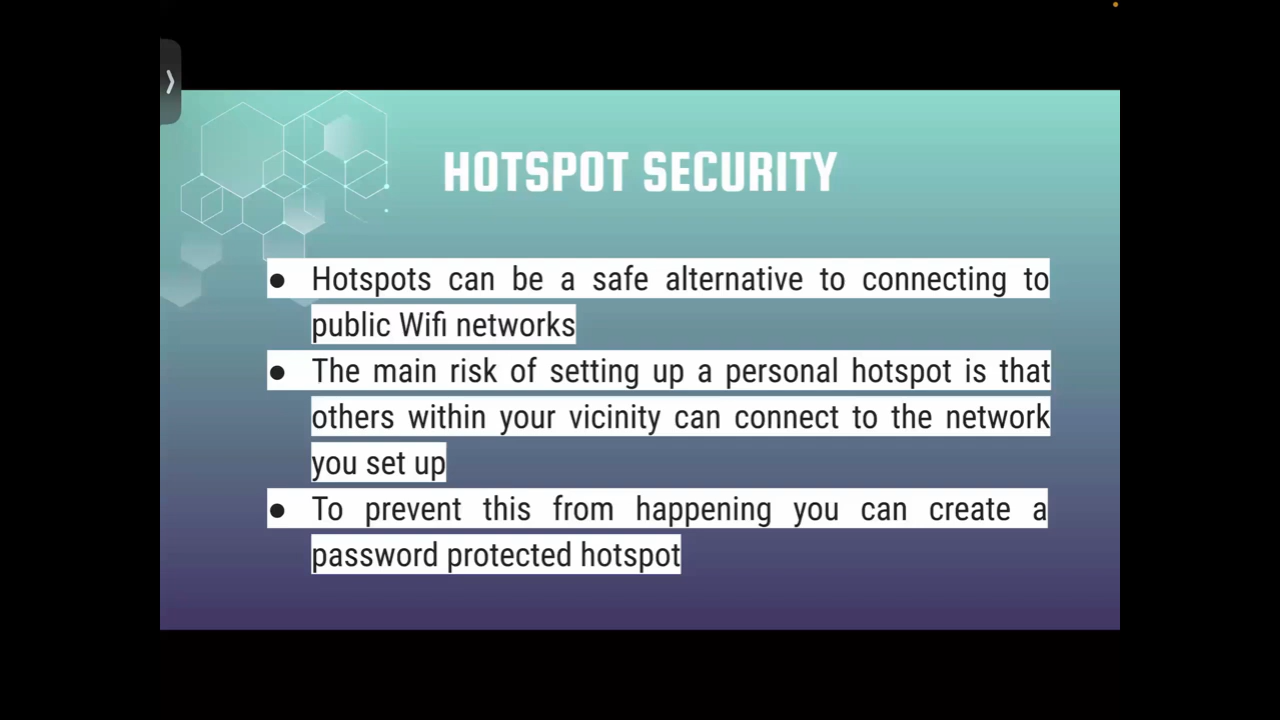 HOTSPOT SECURITY
● Hotspots can be a safe alternative to connecting to
public Wifi networks
● The main risk of setting up a personal hotspot is that
others within your vicinity can connect to the network
you set up
● To prevent this from happening you can create a
password protected hotspot